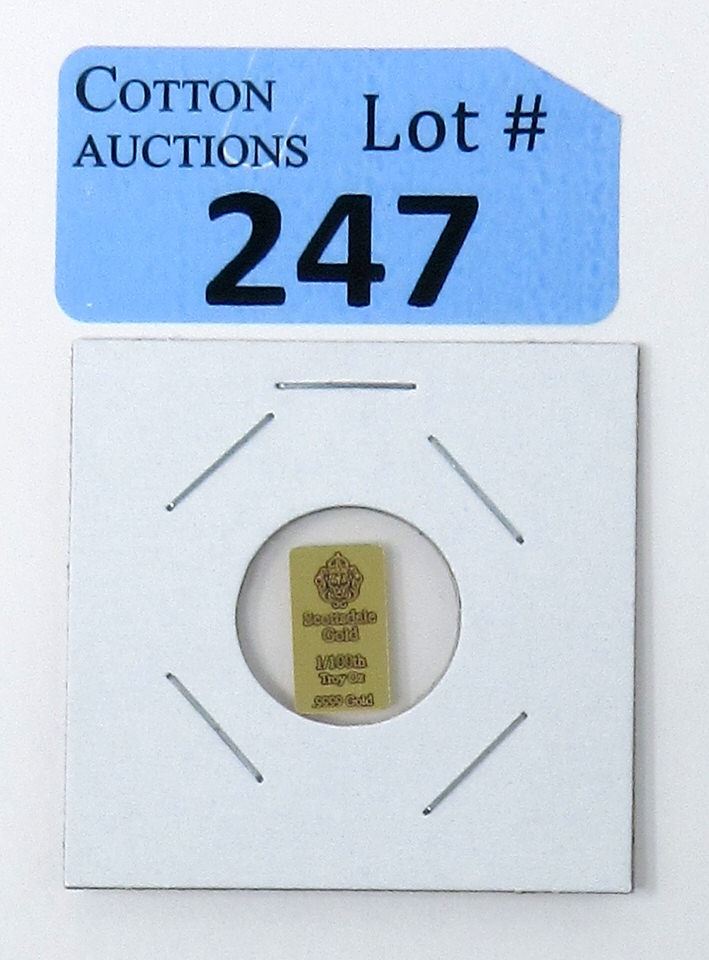 COTTON
AUCTIONS
Lot #
247
Scottsdale
Gold
1/100th
Troy Oz
.9999 Gold